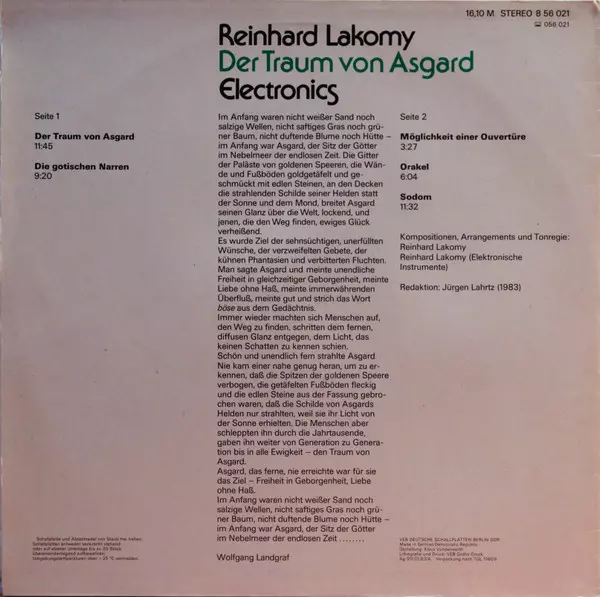 16,10 M STEREO 8 56 021
056 021
Reinhard Lakomy
Der Traum von Asgard
Electronics
Seite 1
Der Traum von Asgard
11:45
Die gotischen Narren
9:20
Im Anfang waren nicht weißer Sand noch
salzige Wellen, nicht saftiges Gras noch grü-
ner Baum, nicht duftende Blume noch Hütte –
im Anfang war Asgard, der Sitz der Götter
im Nebelmeer der endlosen Zeit. Die Gitter
der Paläste von goldenen Speeren, die Wän-
de und Fußböden goldgetäfelt und ge-
schmückt mit edlen Steinen, an den Decken
die strahlenden Schilde seiner Helden statt
der Sonne und dem Mond, breitet Asgard
seinen Glanz über die Welt, lockend, und
jenen, die den Weg finden, ewiges Glück
verheißend.
Es wurde Ziel der sehnsüchtigen, unerfüllten
Wünsche, der verzweifelten Gebete, der
kühnen Phantasien und verbitterten Fluchten.
Man sagte Asgard und meinte unendliche
Freiheit in gleichzeitiger Geborgenheit, meinte
Liebe ohne Haß, meinte immerwährenden
Überfluß, meinte gut und strich das Wort
böse aus dem Gedächtnis.
Immer wieder machten sich Menschen auf,
den Weg zu finden, schritten dem fernen,
diffusen Glanz entgegen, dem Licht, das
keinen Schatten zu kennen schien.
Schön und unendlich fern strahlte Asgard
Nie kam einer nahe genug heran, um zu er-
kennen, daß die Spitzen der goldenen Speere
verbogen, die getäfelten Fußböden fleckig
und die edlen Steine aus der Fassung gebro-
chen waren, daß die Schilde von Asgards
Helden nur strahlten, weil sie ihr Licht von
der Sonne erhielten. Die Menschen aber
schleppten ihn durch die Jahrtausende,
gaben ihn weiter von Generation zu Genera-
tion bis in alle Ewigkeit – den Traum von
Asgard.
Asgard, das ferne, nie erreichte war für sie
das Ziel – Freiheit in Geborgenheit, Liebe
ohne Haß.
Im Anfang waren nicht weißer Sand noch
salzige Wellen, nicht saftiges Gras noch grü-
ner Baum, nicht duftende Blume noch Hütte –
im Anfang war Asgard, der Sitz der Götter
im Nebelmeer der endlosen Zeit ........
Wolfgang Landgraf
Seite 2
Möglichkeit einer Ouvertüre
3:27
Orakel
6:04
Sodom
11:32
Kompositionen, Arrangements und Tonregie:
Reinhard Lakomy
Reinhard Lakomy (Elektronische
Instrumente)
Redaktion: Jürgen Lahrtz (1983)
Schallplatte und Abtastnadel von Staub frei halten.
VEB DEUTSCHE SCHALLPLATTEN BERLIN DDR
Made in German Democratic Republic